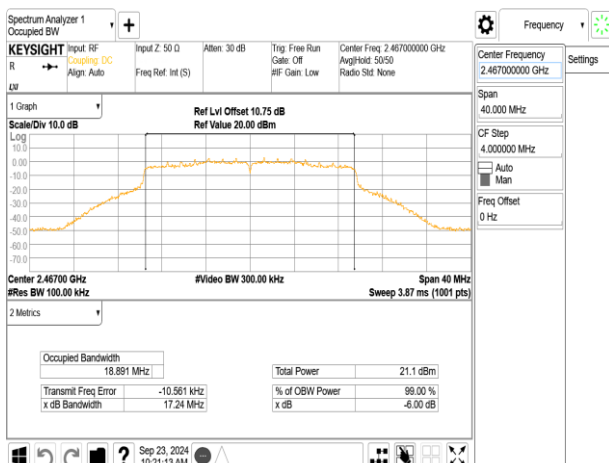 Spectrum Analyzer 1
Occupied BW
Frequency
KEYSIGHT
R
LXI
Input: RF
Coupling: DC
Align: Auto
Input Z: 50 Ω
Freq Ref: Int (S)
Atten: 30 dB
Trig: Free Run
Gate: Off
#IF Gain: Low
Center Freq: 2.467000000 GHz
Avg|Hold: 50/50
Radio Std: None
Center Frequency
2.467000000 GHz
Settings
Span
40.000 MHz
CF Step
4.000000 MHz
Auto
Man
Freq Offset
0 Hz
1 Graph
Scale/Div 10.0 dB
Ref Lvl Offset 10.75 dB
Ref Value 20.00 dBm
Log
10.0
0.00
-10.0
-20.0
-30.0
-40.0
-50.0
-60.0
-70.0
Center 2.46700 GHz
#Video BW 300.00 kHz
Span 40 MHz
#Res BW 100.00 kHz
Sweep 3.87 ms (1001 pts)
2 Metrics
Occupied Bandwidth
18.891 MHz
Total Power 21.1 dBm
Transmit Freq Error -10.561 kHz
% of OBW Power 99.00 %
x dB Bandwidth 17.24 MHz
x dB -6.00 dB
?
Sep 23, 2024
10:21:13 AM